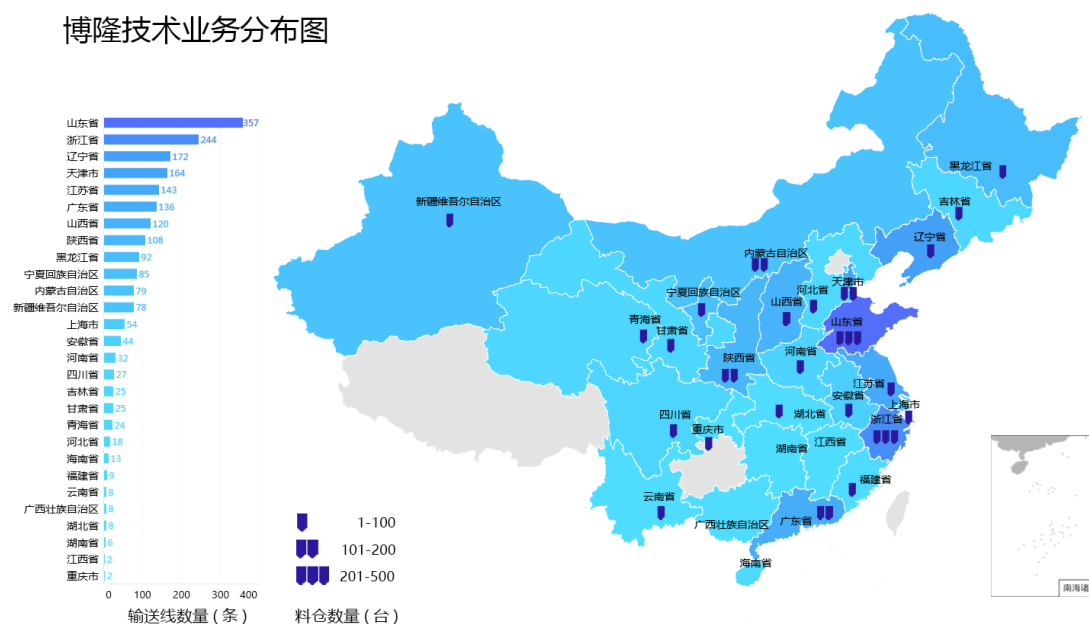 博隆技术业务分布图
山东省 357
浙江省 244
辽宁省 172
天津市 164
江苏省 143
广东省 136
山西省 120
陕西省 108
黑龙江省 92
宁夏回族自治区 85
内蒙古自治区 79
新疆维吾尔自治区 78
上海市 54
安徽省 44
河南省 32
四川省 27
吉林省 25
甘肃省 25
青海省 24
河北省 18
海南省 13
福建省 9
云南省 8
广西壮族自治区 8
湖北省 8
湖南省 6
江西省 2
重庆市 2
0 100 200 300 400
输送线数量 ( 条 )
1-100
101-200
201-500
料仓数量 ( 台 )
黑龙江省
新疆维吾尔自治区
吉林省
辽宁省
内蒙古自治区
天津市
宁夏回族自治区
河北省
山西省
青海省
甘肃省
山东省
陕西省
河南省
江苏省
安徽省
上海市
四川省
湖北省
浙江省
重庆市
湖南省
江西省
福建省
云南省
广西壮族自治区
广东省
海南省
南海诸